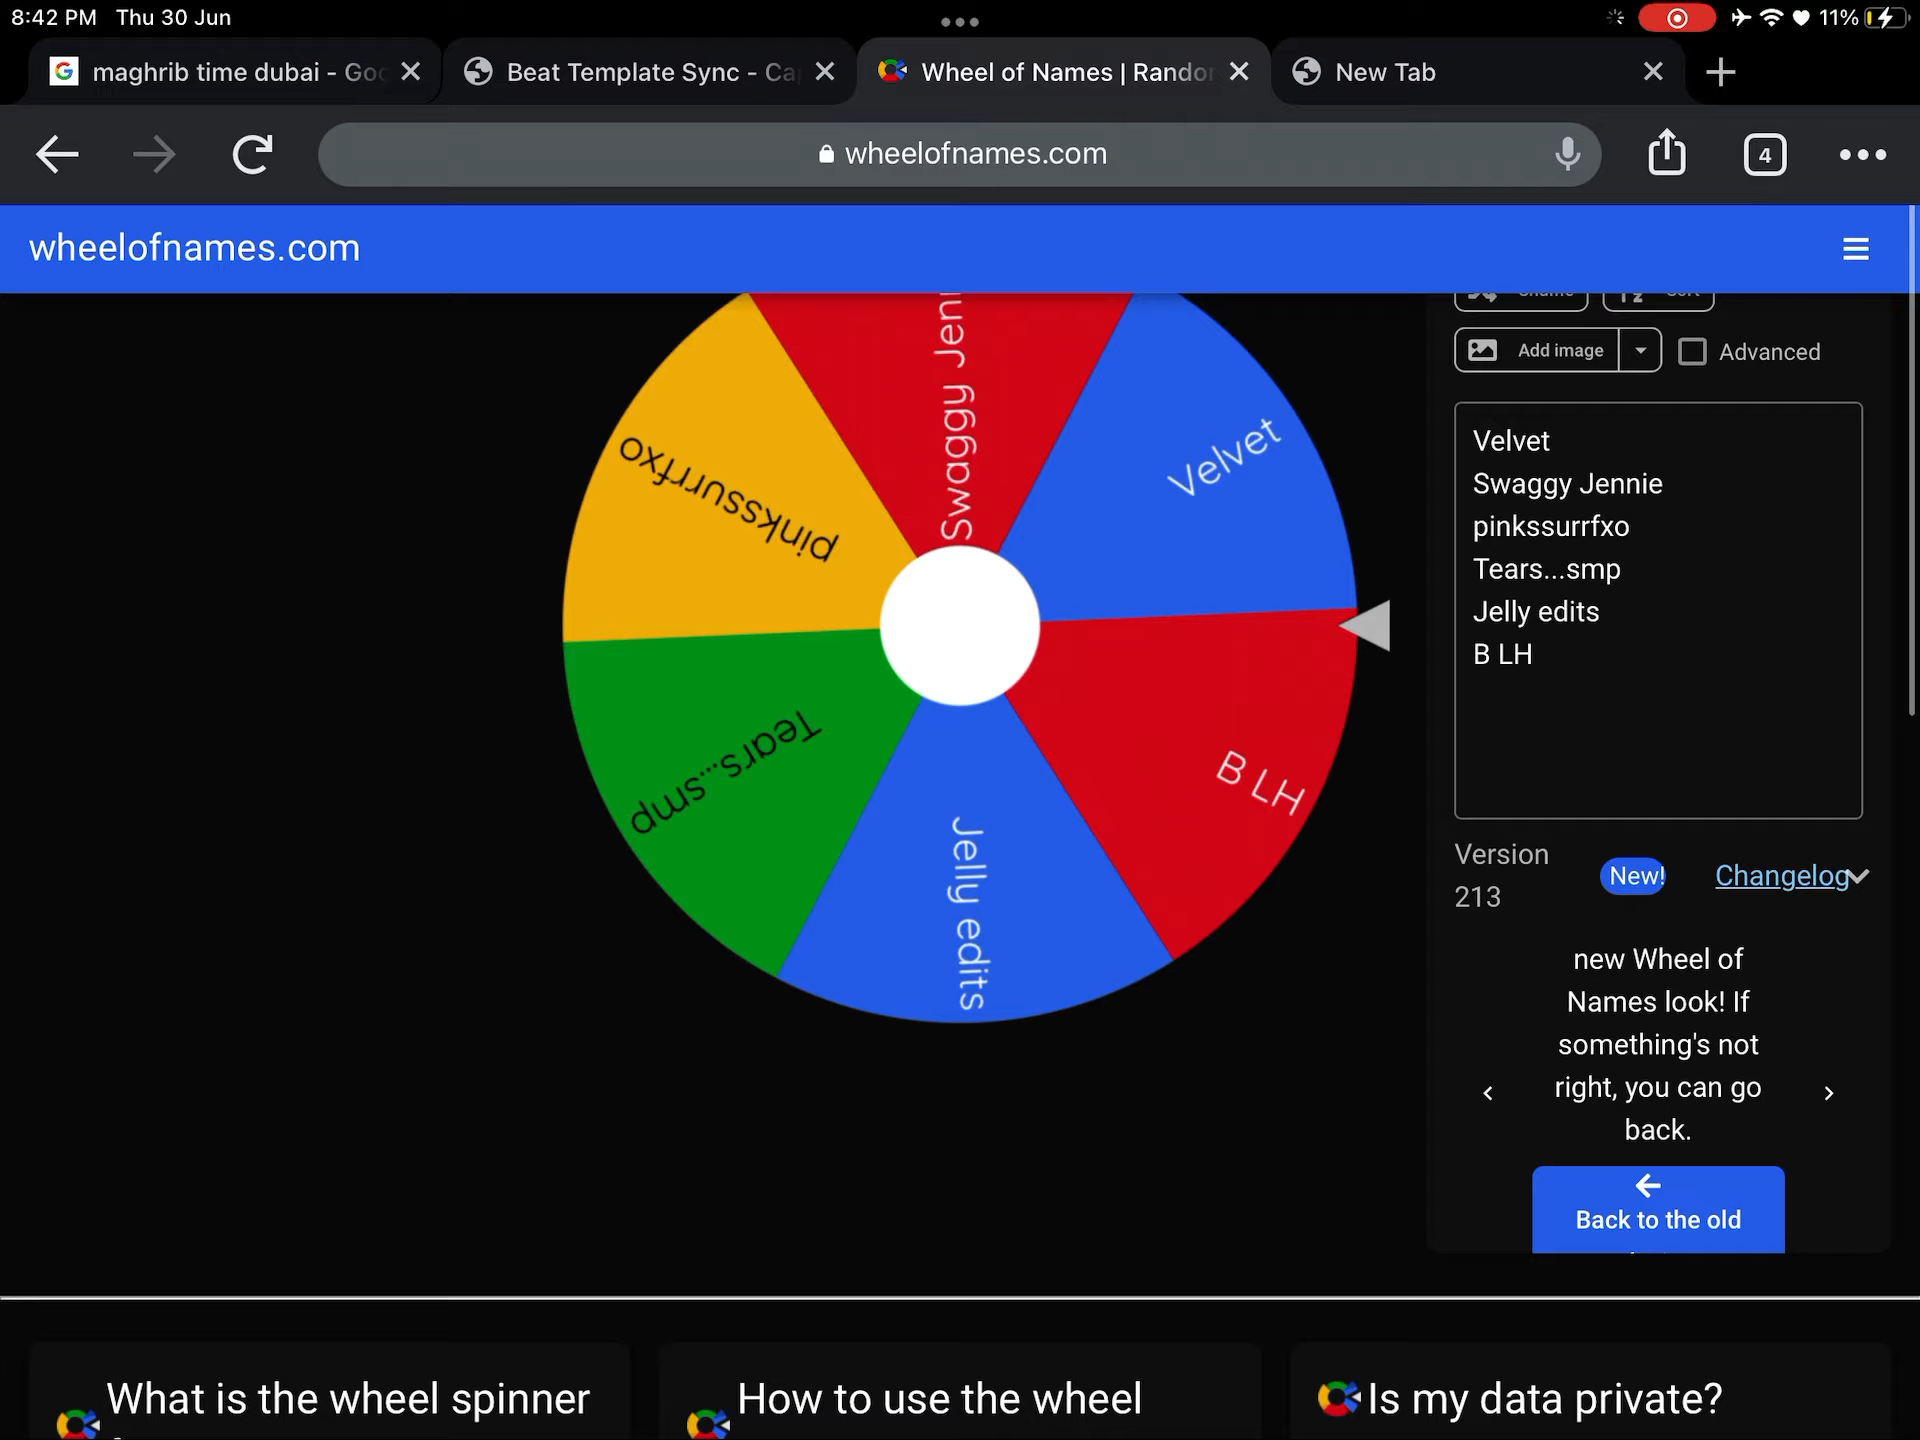 8:42 PM Thu 30 Jun
11%
maghrib time dubai - Goo
Beat Template Sync - Ca
Wheel of Names | Rando
New Tab
wheelofnames.com
4
wheelofnames.com
Add image
Advanced
Swaggy Jenn
Velvet
pinkssurrfxo
B LH
Tears...smp
Jelly edits
Velvet
Swaggy Jennie
pinkssurrfxo
Tears...smp
Jelly edits
B LH
Version
213
New!
Changelog
new Wheel of
Names look! If
something's not
right, you can go
back.
Back to the old
What is the wheel spinner
How to use the wheel
Is my data private?